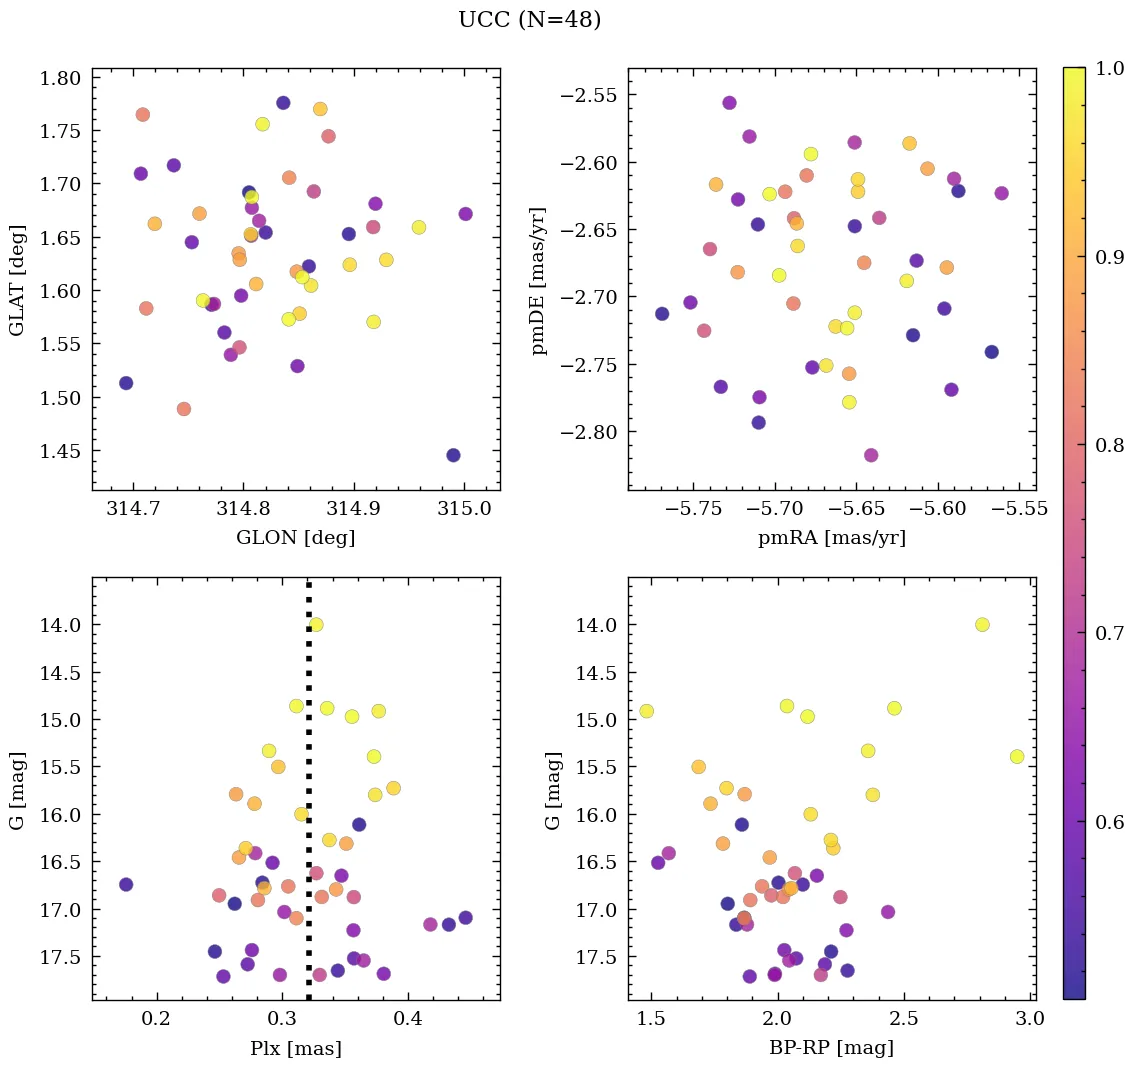 UCC (N=48)
1.80
1.75
1.70
1.65
1.60
1.55
1.50
1.45
GLAT [deg]
314.7 314.8 314.9 315.0
GLON [deg]
−2.55
−2.60
−2.65
−2.70
−2.75
−2.80
pmDE [mas/yr]
−5.75 −5.70 −5.65 −5.60 −5.55
pmRA [mas/yr]
14.0
14.5
15.0
15.5
16.0
16.5
17.0
17.5
G [mag]
0.2 0.3 0.4
Plx [mas]
14.0
14.5
15.0
15.5
16.0
16.5
17.0
17.5
G [mag]
1.5 2.0 2.5 3.0
BP-RP [mag]
1.0
0.9
0.8
0.7
0.6